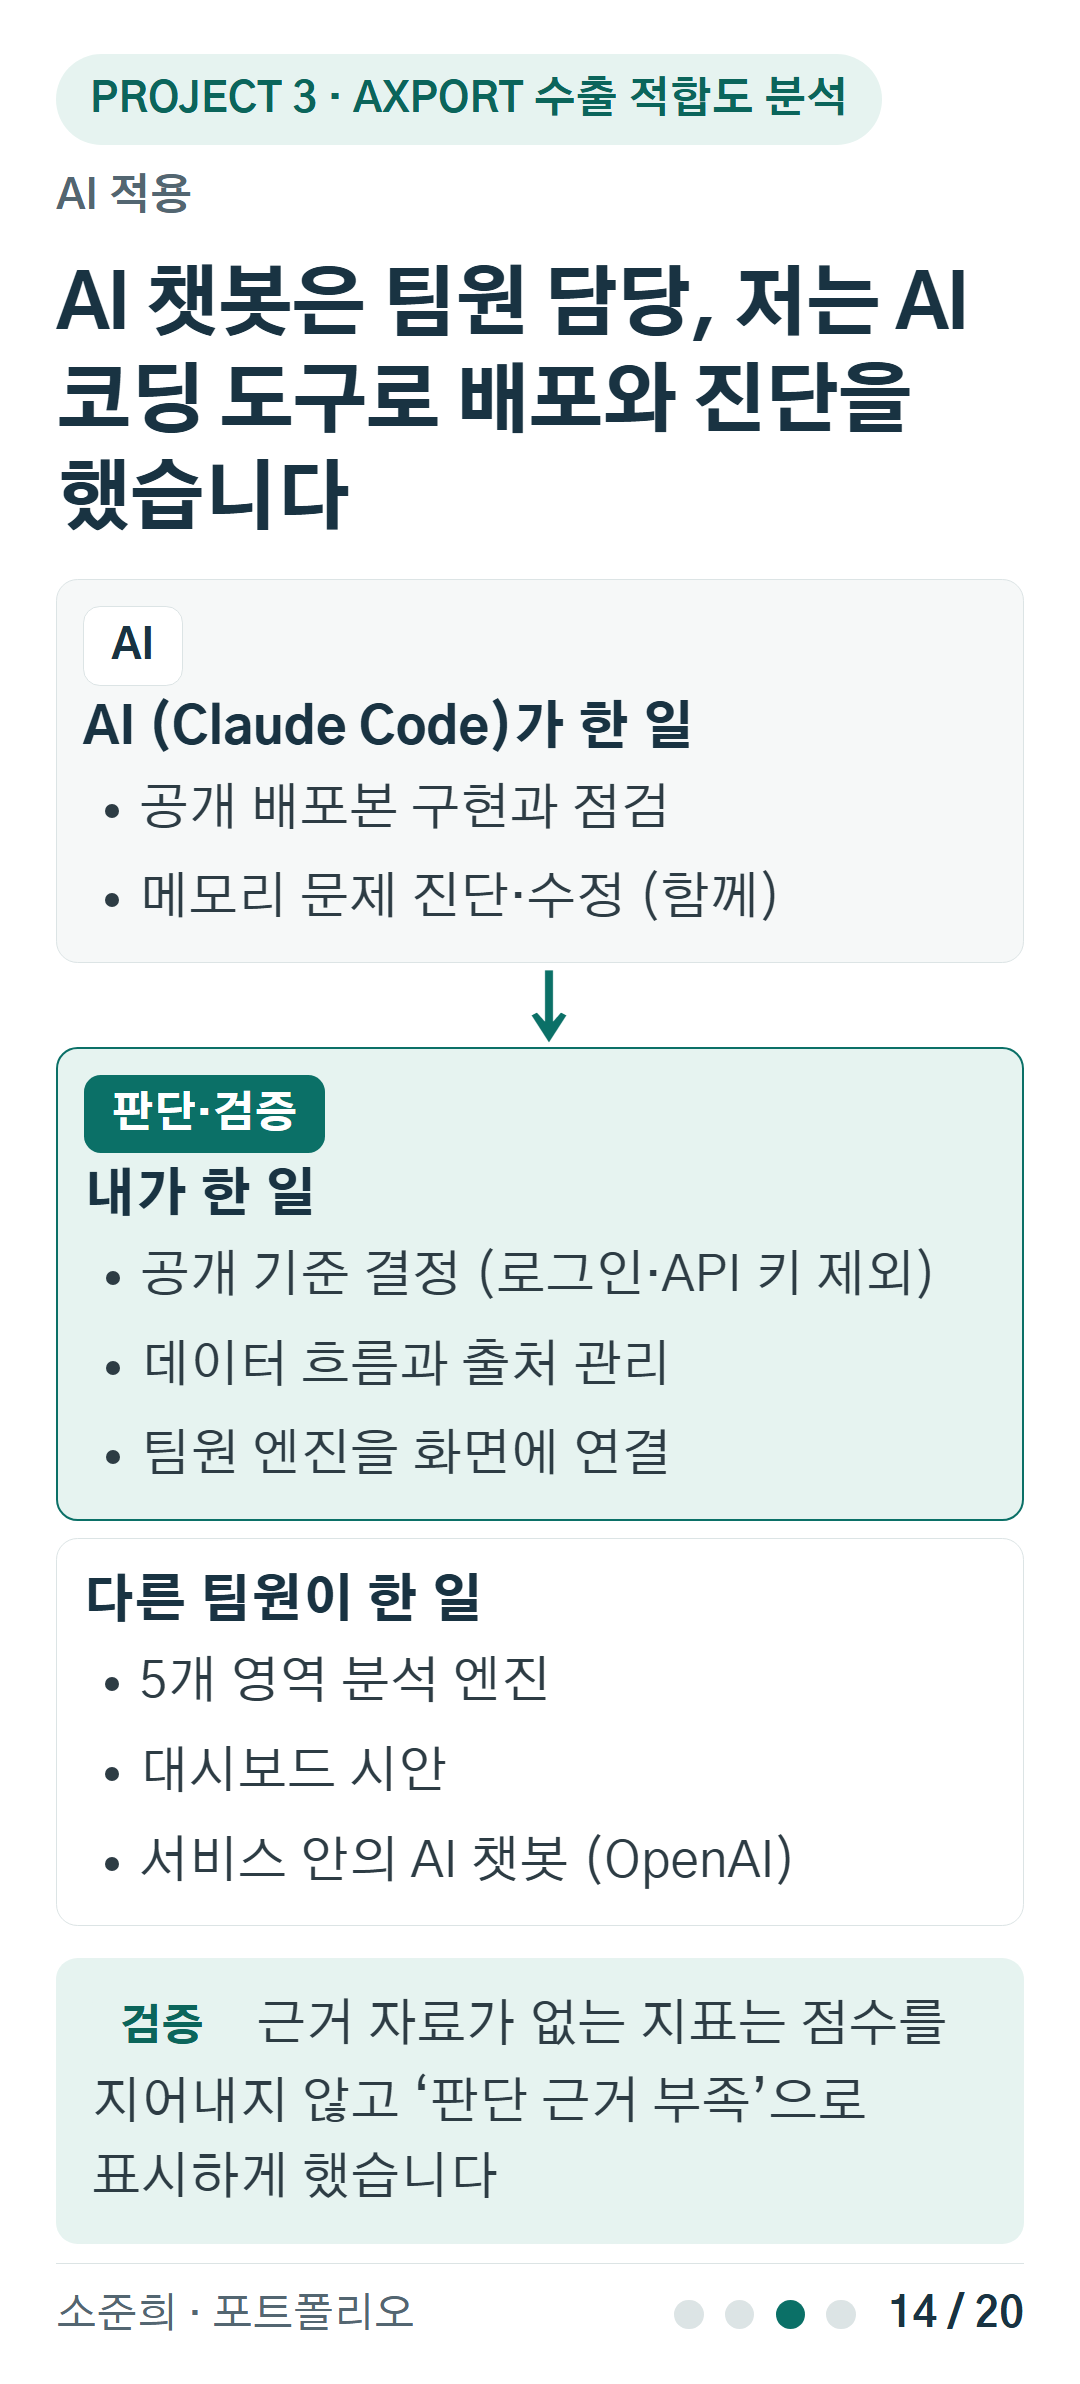 PROJECT 3 · AXPORT 수출 적합도 분석
AI 적용
AI 챗봇은 팀원 담당, 저는 AI
코딩 도구로 배포와 진단을
했습니다
AI
AI (Claude Code)가 한 일
• 공개 배포본 구현과 점검
• 메모리 문제 진단·수정 (함께)
↓
판단·검증
내가 한 일
• 공개 기준 결정 (로그인·API 키 제외)
• 데이터 흐름과 출처 관리
• 팀원 엔진을 화면에 연결
다른 팀원이 한 일
• 5개 영역 분석 엔진
• 대시보드 시안
• 서비스 안의 AI 챗봇 (OpenAI)
검증 근거 자료가 없는 지표는 점수를
지어내지 않고 ‘판단 근거 부족’으로
표시하게 했습니다
소준희 · 포트폴리오
14 / 20